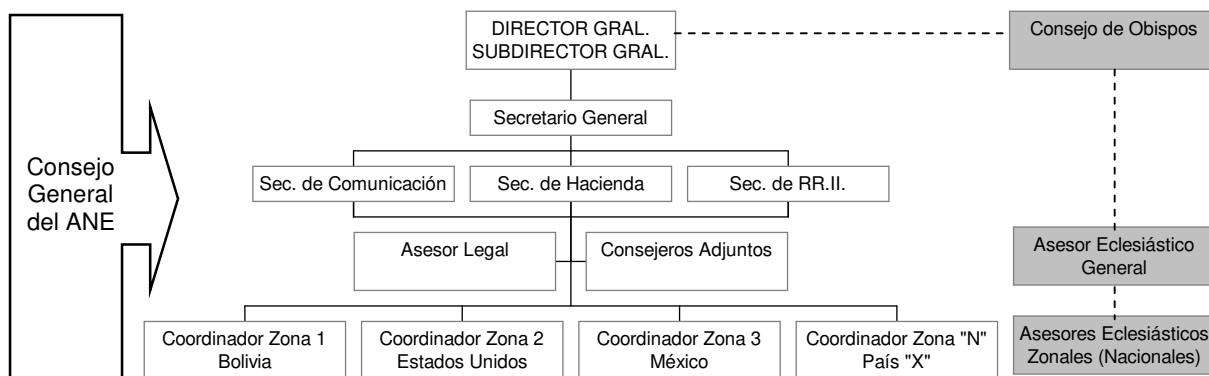 DIRECTOR GRAL.
SUBDIRECTOR GRAL.
Consejo de Obispos
Secretario General
Consejo
General
del ANE
Sec. de Comunicación
Sec. de Hacienda
Sec. de RR.II.
Asesor Legal
Consejeros Adjuntos
Asesor Eclesiástico
General
Coordinador Zona 1
Bolivia
Coordinador Zona 2
Estados Unidos
Coordinador Zona 3
México
Coordinador Zona "N"
País "X"
Asesores Eclesiásticos
Zonales (Nacionales)